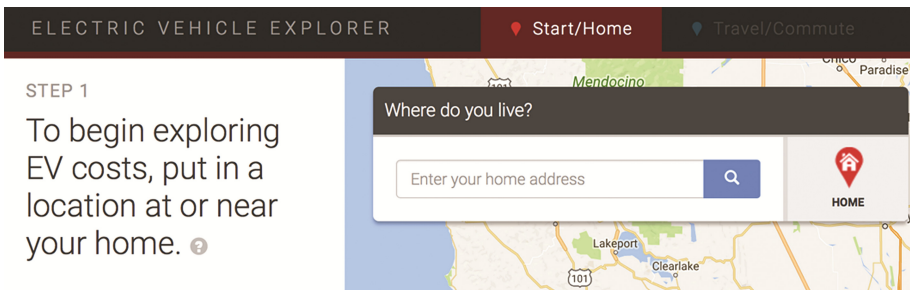 ELECTRIC VEHICLE EXPLORER
Start/Home
Travel/Commute
STEP 1
To begin exploring
EV costs, put in a
location at or near
your home. ?
Chico
Paradise
101
Mendocino
Where do you live?
Enter your home address
HOME
Lakeport
Clearlake
101